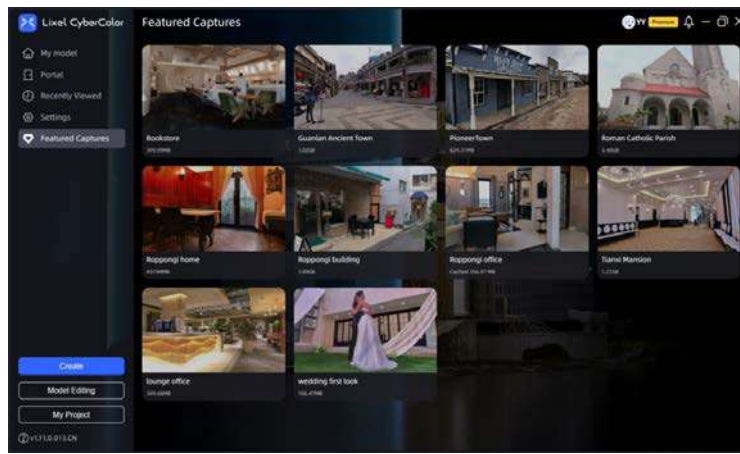 Lixel CyberColor
Featured Captures
YV Premium
My model
Portal
Recently Viewed
Settings
Featured Captures
Bookstore
Guanlan Ancient Town
PioneerTown
Roman Catholic Parish
Roppongi home
Roppongi building
Roppongi office
Tianxi Mansion
lounge office
wedding first look
Create
Model Editing
My Project